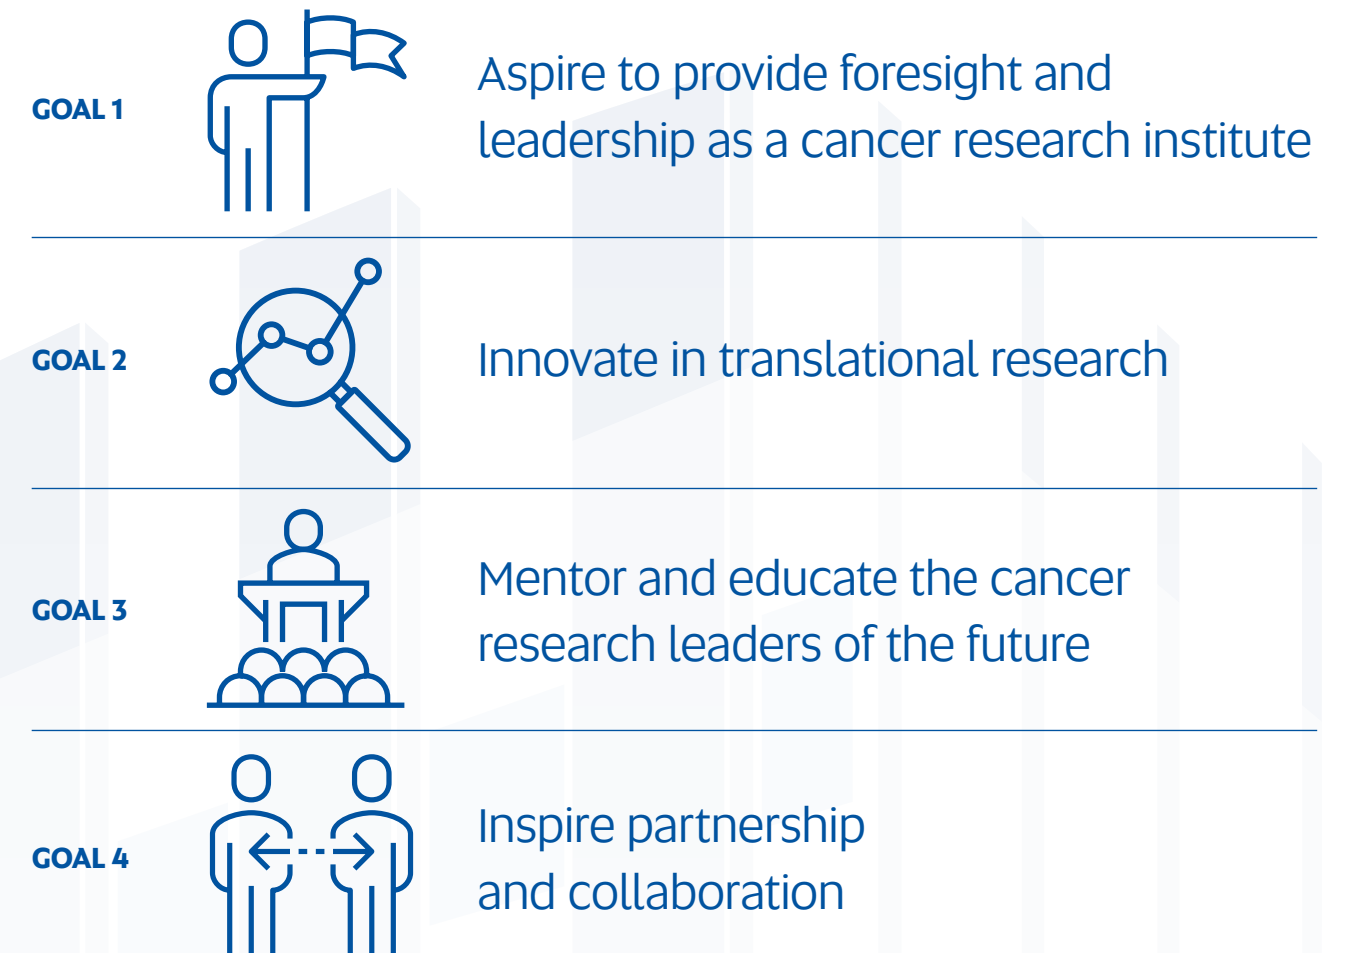 GOAL 1
Aspire to provide foresight and
leadership as a cancer research institute
GOAL 2
Innovate in translational research
GOAL 3
Mentor and educate the cancer
research leaders of the future
GOAL 4
Inspire partnership
and collaboration